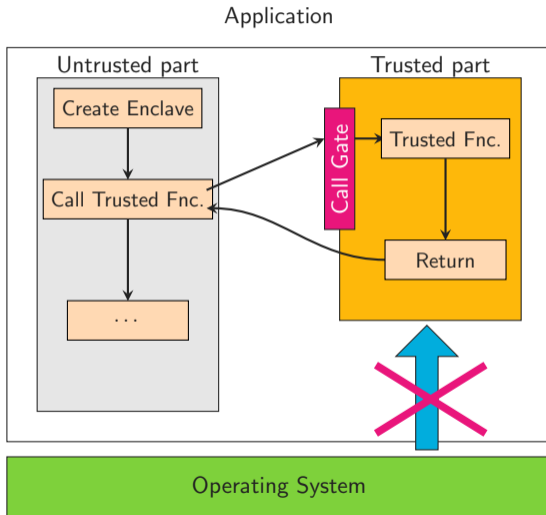 Application
Untrusted part
Trusted part
Create Enclave
Call Gate
Trusted Fnc.
Call Trusted Fnc.
Return
...
Operating System